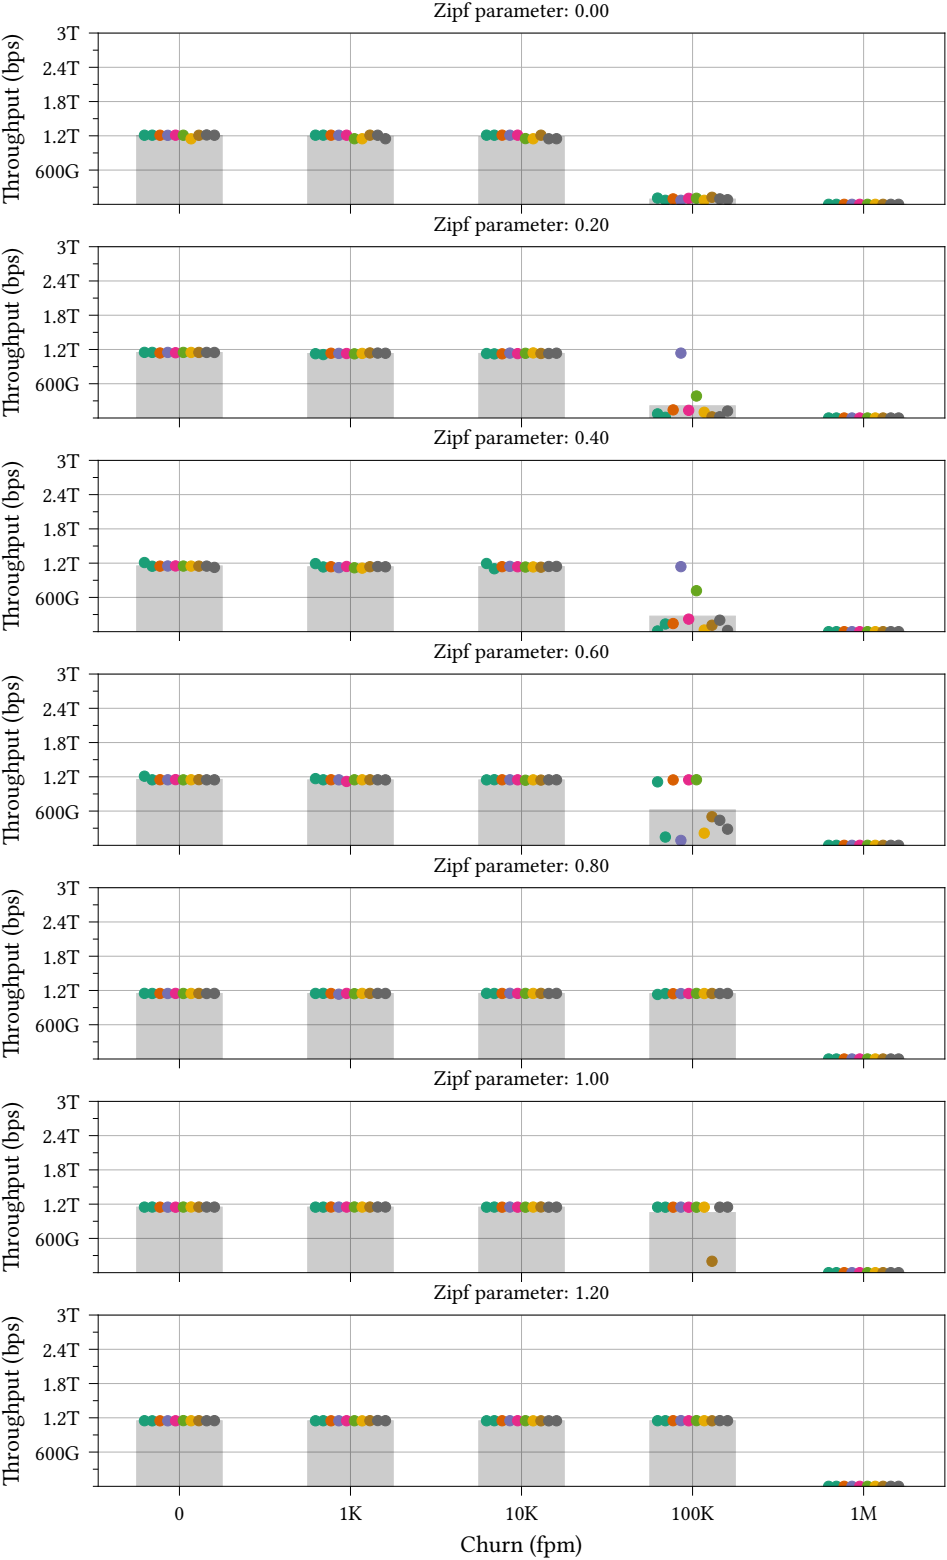 Zipf parameter: 0.00
Throughput (bps)
3T
2.4T
1.8T
1.2T
600G
Zipf parameter: 0.20
Throughput (bps)
3T
2.4T
1.8T
1.2T
600G
Zipf parameter: 0.40
Throughput (bps)
3T
2.4T
1.8T
1.2T
600G
Zipf parameter: 0.60
Throughput (bps)
3T
2.4T
1.8T
1.2T
600G
Zipf parameter: 0.80
Throughput (bps)
3T
2.4T
1.8T
1.2T
600G
Zipf parameter: 1.00
Throughput (bps)
3T
2.4T
1.8T
1.2T
600G
Zipf parameter: 1.20
Throughput (bps)
3T
2.4T
1.8T
1.2T
600G
0 1K 10K 100K 1M
Churn (fpm)